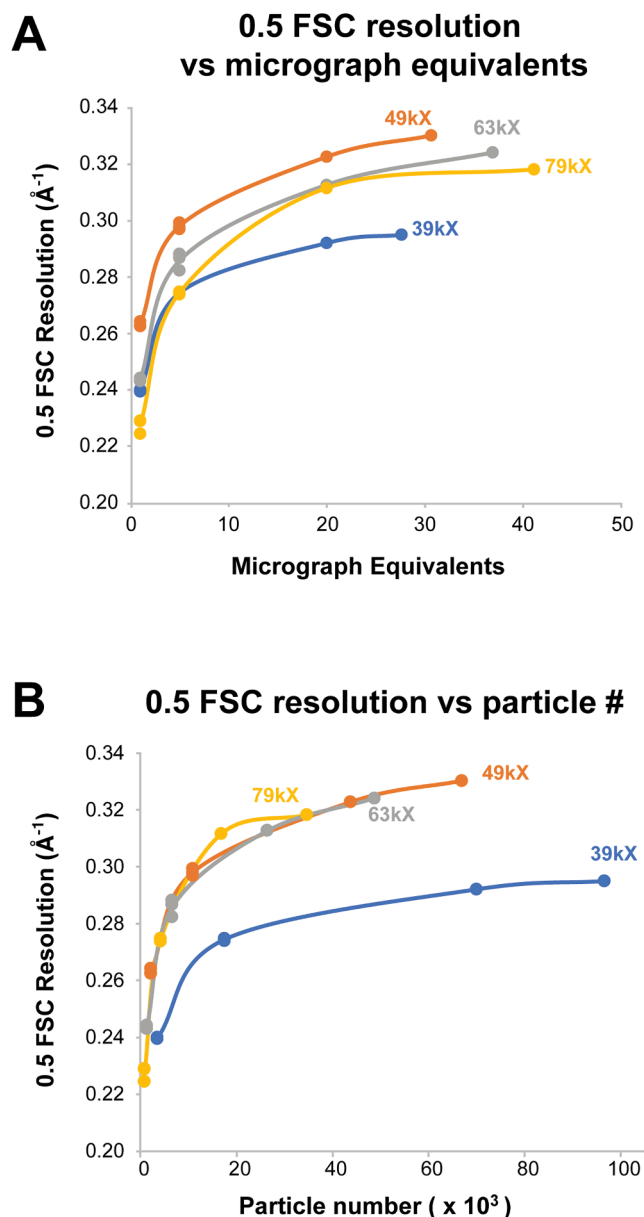 A
0.5 FSC resolution
vs micrograph equivalents
0.5 FSC Resolution (Å⁻¹)
0.34
0.32
0.30
0.28
0.26
0.24
0.22
0.20
49kX
63kX
79kX
39kX
0 10 20 30 40 50
Micrograph Equivalents
B
0.5 FSC resolution vs particle #
0.5 FSC Resolution (Å⁻¹)
0.34
0.32
0.30
0.28
0.26
0.24
0.22
0.20
49kX
79kX
63kX
39kX
0 20 40 60 80 100
Particle number ( x 10³ )